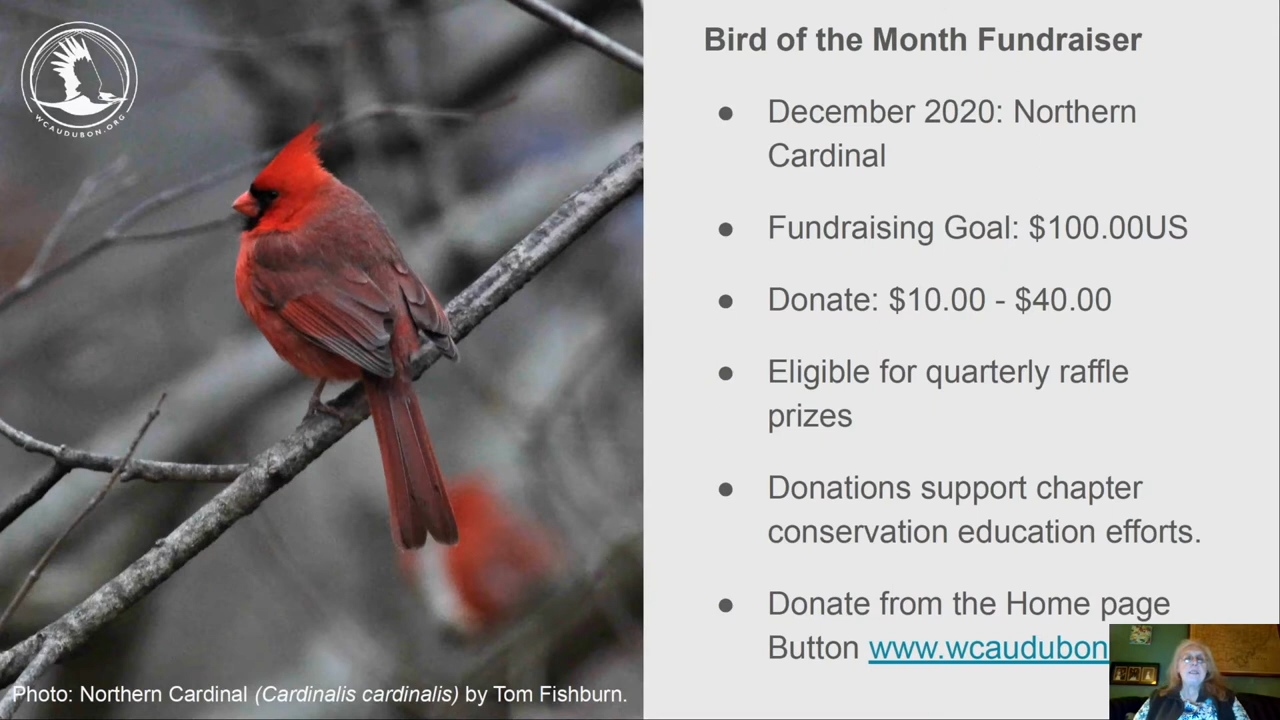 WCAUDUBON.ORG
Bird of the Month Fundraiser
● December 2020: Northern
Cardinal
● Fundraising Goal: $100.00US
● Donate: $10.00 - $40.00
● Eligible for quarterly raffle
prizes
● Donations support chapter
conservation education efforts.
● Donate from the Home page
Button www.wcaudubon
Photo: Northern Cardinal (Cardinalis cardinalis) by Tom Fishburn.